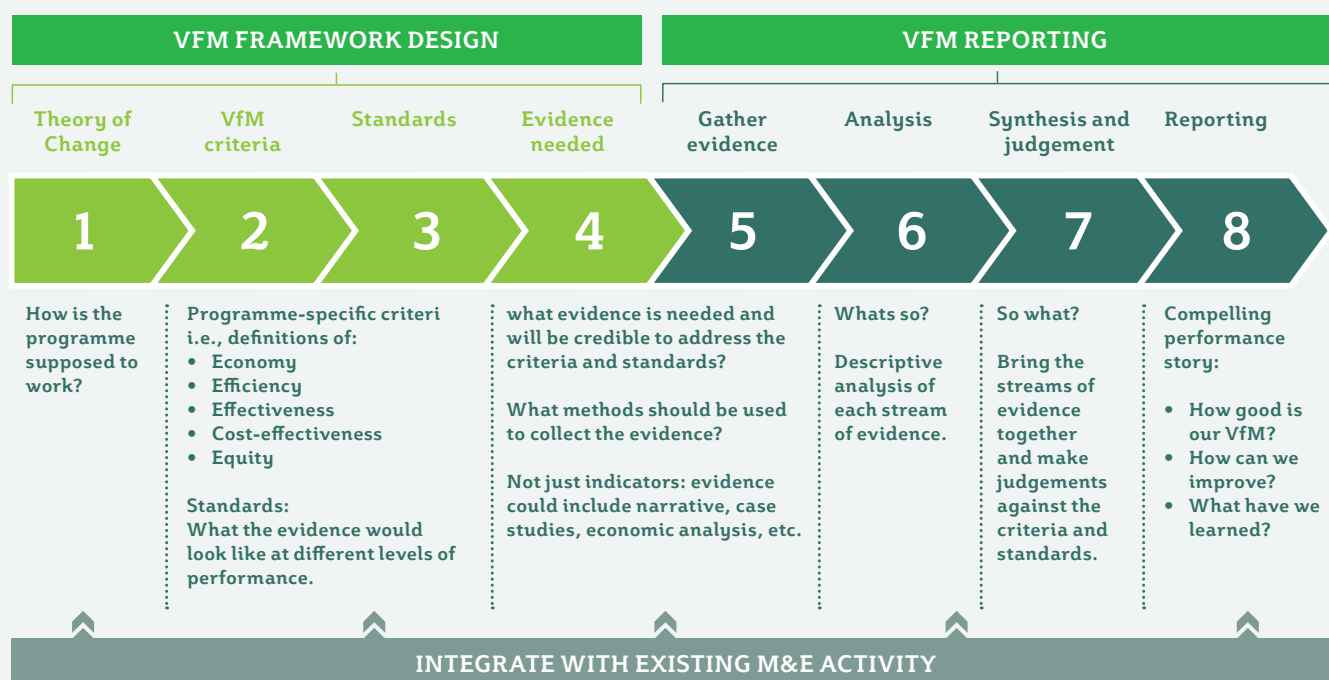 VFM FRAMEWORK DESIGN
VFM REPORTING
Theory of
Change
VfM
criteria
Standards
Evidence
needed
Gather
evidence
Analysis
Synthesis and
judgement
Reporting
1
2
3
4
5
6
7
8
How is the
programme
supposed to
work?
Programme-specific criteri
i.e., definitions of:
• Economy
• Efficiency
• Effectiveness
• Cost-effectiveness
• Equity
Standards:
What the evidence would
look like at different levels of
performance.
what evidence is needed and
will be credible to address the
criteria and standards?
What methods should be used
to collect the evidence?
Not just indicators: evidence
could include narrative, case
studies, economic analysis, etc.
Whats so?
Descriptive
analysis of
each stream
of evidence.
So what?
Bring the
streams of
evidence
together
and make
judgements
against the
criteria and
standards.
Compelling
performance
story:
• How good is
our VfM?
• How can we
improve?
• What have we
learned?
INTEGRATE WITH EXISTING M&E ACTIVITY